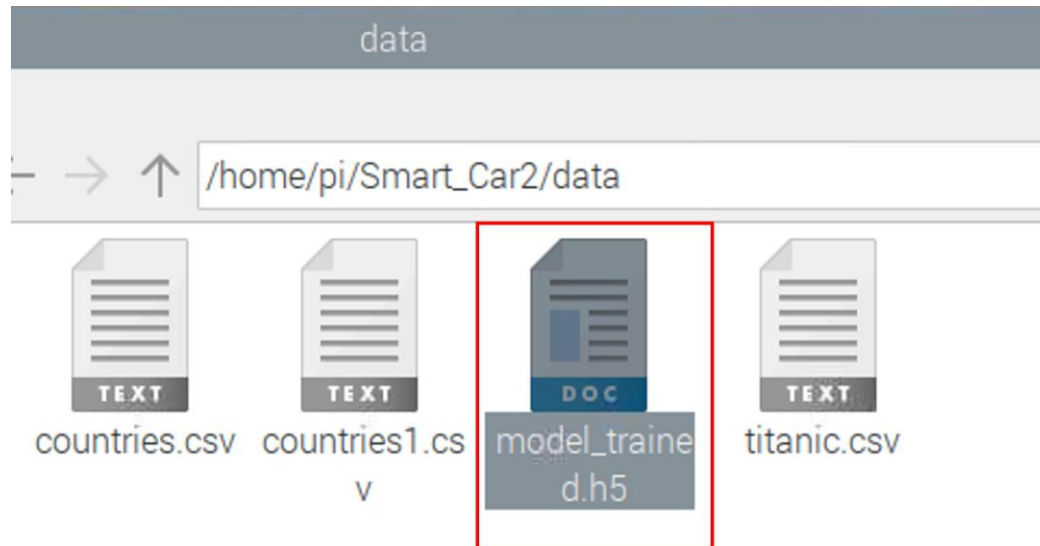 data
/home/pi/Smart_Car2/data
TEXT TEXT DOC TEXT
countries.csv countries1.cs model_traine titanic.csv
v d.h5